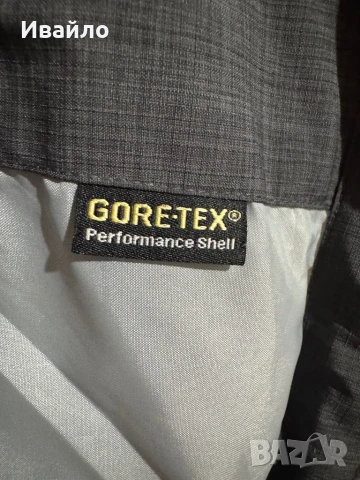 Ивайло
GORE-TEX®
Performance Shell
BAZAR